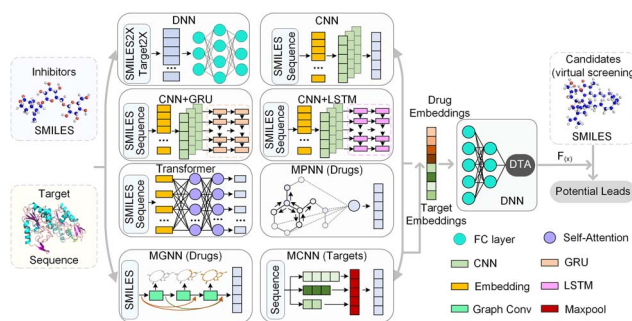 Inhibitors
SMILES
Target
Sequence
DNN
SMILES2X
Target2X
CNN
SMILES
Sequence
CNN+GRU
SMILES
Sequence
CNN+LSTM
SMILES
Sequence
Transformer
SMILES
Sequence
MPNN (Drugs)
MGNN (Drugs)
SMILES
MCNN (Targets)
Sequence
Drug
Embeddings
Target
Embeddings
DTA
DNN
Candidates
(virtual screening)
SMILES
F(x)
Potential Leads
FC layer
Self-Attention
CNN
GRU
Embedding
LSTM
Graph Conv
Maxpool